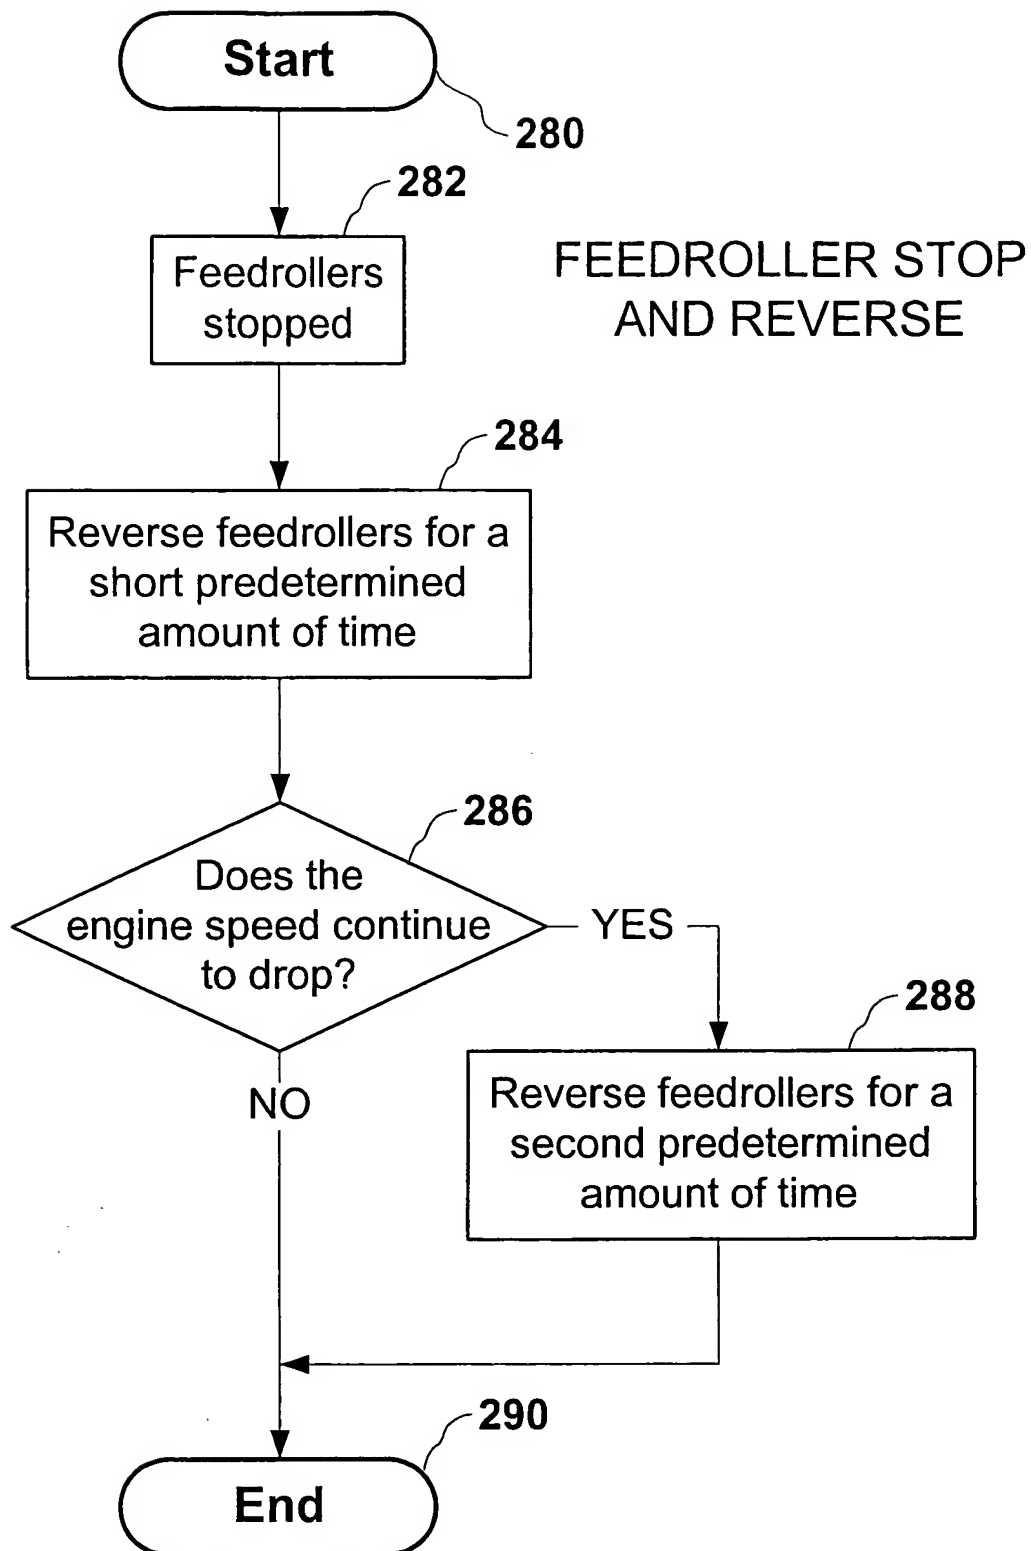 Start
280
282
Feedrollers
stopped
FEEDROLLER STOP
AND REVERSE
284
Reverse feedrollers for a
short predetermined
amount of time
286
Does the
engine speed continue
to drop?
YES
288
NO
Reverse feedrollers for a
second predetermined
amount of time
290
End